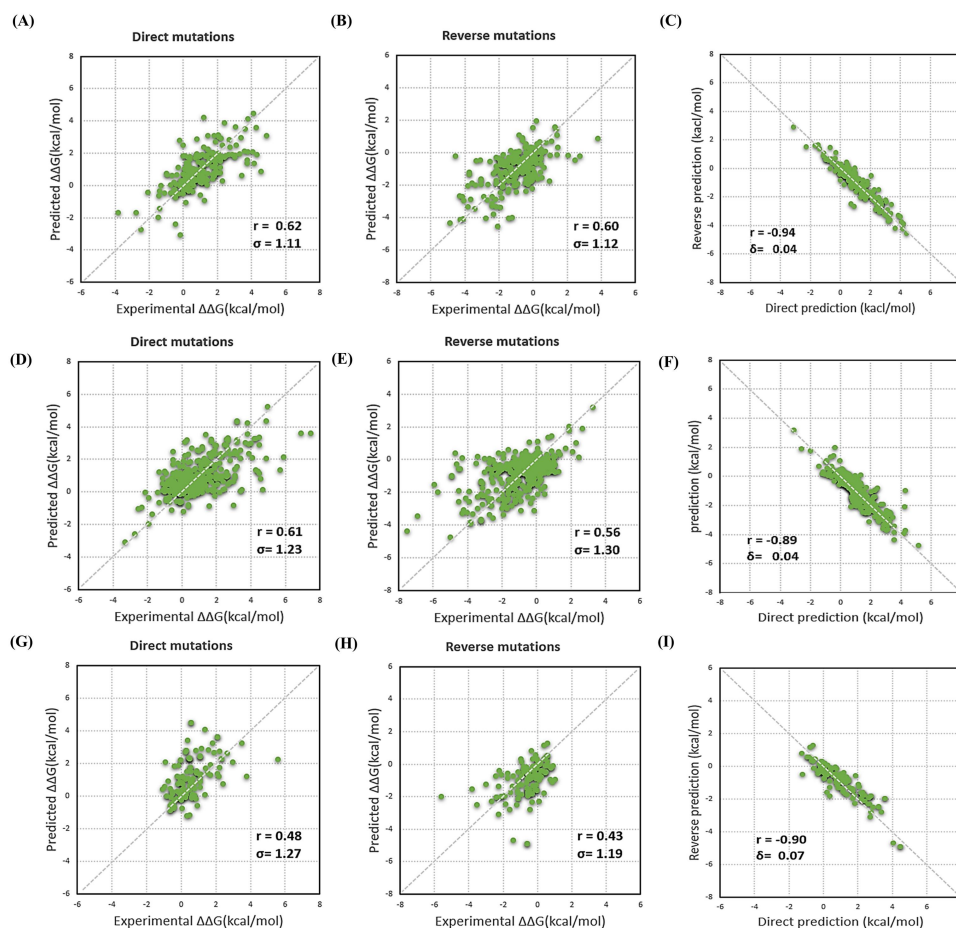 (A)
Direct mutations
8
6
4
2
0
-2
-4
-6
-6
-4
-2
0
2
4
6
8
Predicted ΔΔG(kcal/mol)
Experimental ΔΔG(kcal/mol)
r = 0.62
σ= 1.11
(B)
Reverse mutations
6
4
2
0
-2
-4
-6
-8
-8
-6
-4
-2
0
2
4
6
Predicted ΔΔG(kcal/mol)
Experimental ΔΔG(kcal/mol)
r = 0.60
σ= 1.12
(C)
8
6
4
2
0
-2
-4
-6
-8
-8
-6
-4
-2
0
2
4
6
Reverse prediction (kacl/mol)
Direct prediction (kacl/mol)
r = -0.94
δ= 0.04
(D)
Direct mutations
8
6
4
2
0
-2
-4
-6
-6
-4
-2
0
2
4
6
8
Predicted ΔΔG(kcal/mol)
Experimental ΔΔG(kcal/mol)
r = 0.61
σ= 1.23
(E)
Reverse mutations
6
4
2
0
-2
-4
-6
-8
-8
-6
-4
-2
0
2
4
6
Predicted ΔΔG(kcal/mol)
Experimental ΔΔG(kcal/mol)
r = 0.56
σ= 1.30
(F)
8
6
4
2
0
-2
-4
-6
-8
-8
-6
-4
-2
0
2
4
6
prediction (kcal/mol)
Direct prediction (kcal/mol)
r = -0.89
δ= 0.04
(G)
Direct mutations
8
6
4
2
0
-2
-4
-6
-6
-4
-2
0
2
4
6
8
Predicted ΔΔG(kcal/mol)
Experimental ΔΔG(kcal/mol)
r = 0.48
σ= 1.27
(H)
Reverse mutations
6
4
2
0
-2
-4
-6
-8
-8
-6
-4
-2
0
2
4
6
Predicted ΔΔG(kcal/mol)
Experimental ΔΔG(kcal/mol)
r = 0.43
σ= 1.19
(I)
6
4
2
0
-2
-4
-6
-8
-8
-6
-4
-2
0
2
4
6
Reverse prediction (kcal/mol)
Direct prediction (kcal/mol)
r = -0.90
δ= 0.07